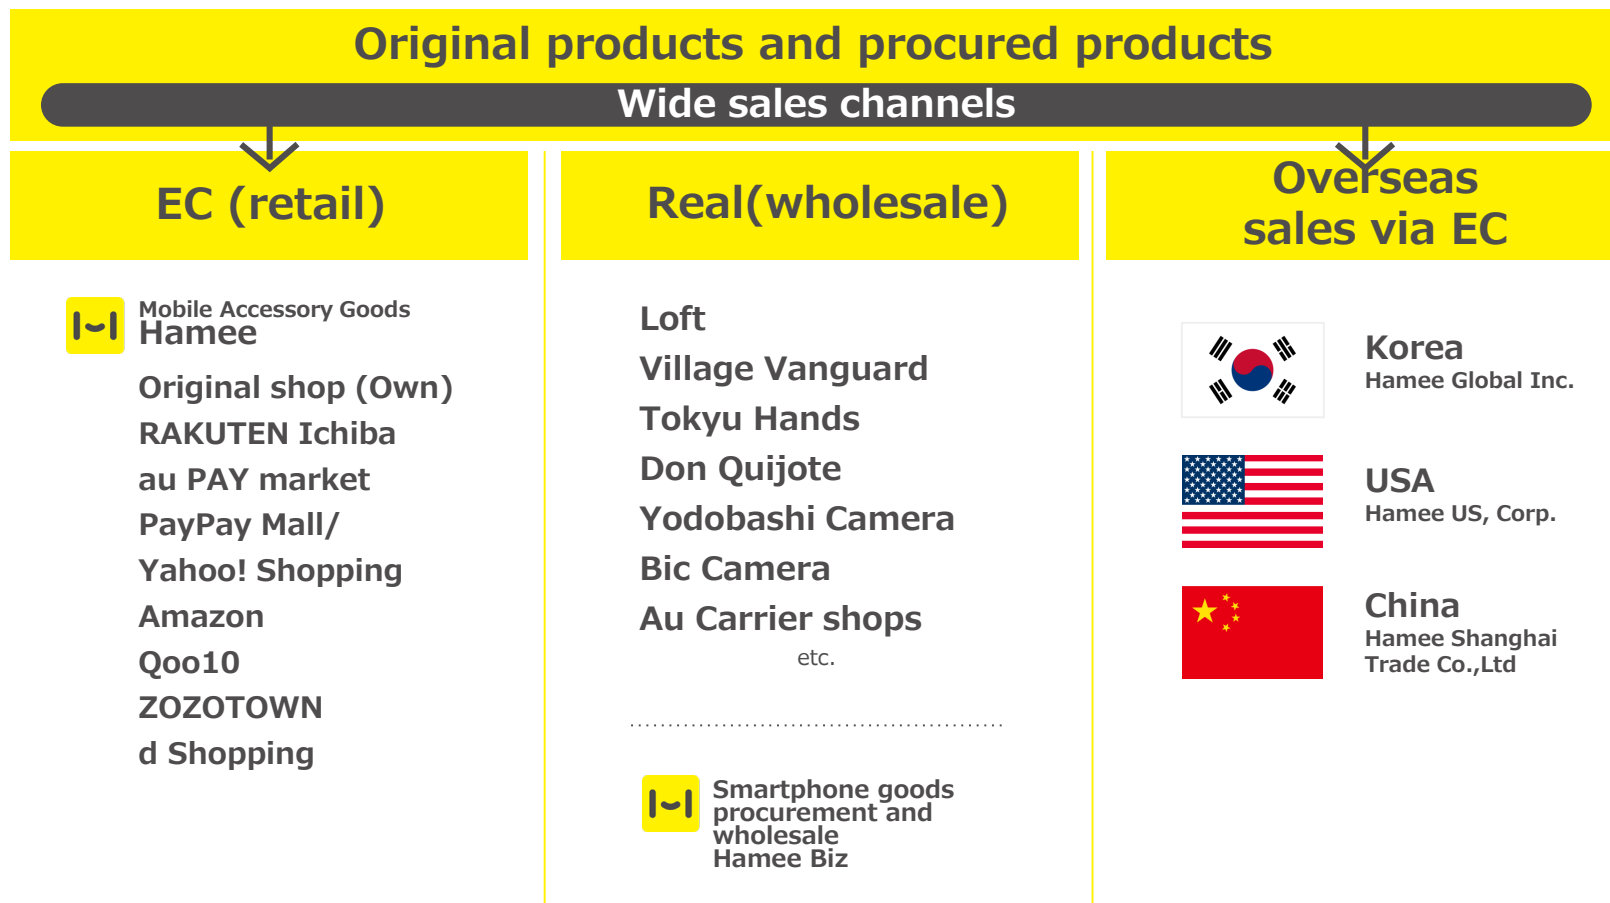 Original products and procured products
Wide sales channels
EC (retail)
Mobile Accessory Goods
Hamee
Original shop (Own)
RAKUTEN Ichiba
au PAY market
PayPay Mall/
Yahoo! Shopping
Amazon
Qoo10
ZOZOTOWN
d Shopping
Real(wholesale)
Loft
Village Vanguard
Tokyu Hands
Don Quijote
Yodobashi Camera
Bic Camera
Au Carrier shops
etc.
Smartphone goods
procurement and
wholesale
Hamee Biz
Overseas
sales via EC
Korea
Hamee Global Inc.
USA
Hamee US, Corp.
China
Hamee Shanghai
Trade Co.,Ltd